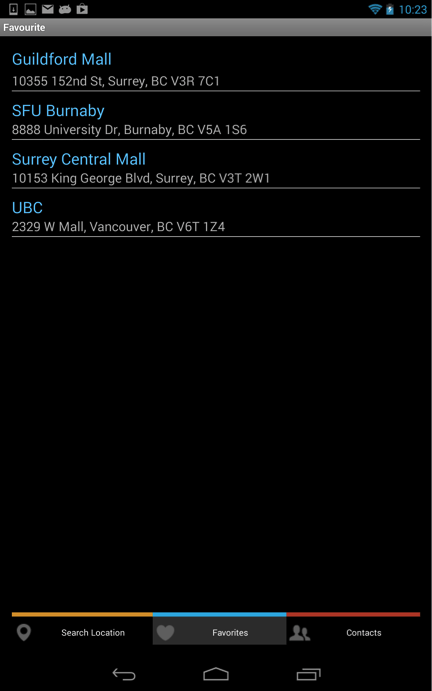 10:23
Favourite
Guildford Mall
10355 152nd St, Surrey, BC V3R 7C1
SFU Burnaby
8888 University Dr, Burnaby, BC V5A 1S6
Surrey Central Mall
10153 King George Blvd, Surrey, BC V3T 2W1
UBC
2329 W Mall, Vancouver, BC V6T 1Z4
Search Location
Favorites
Contacts